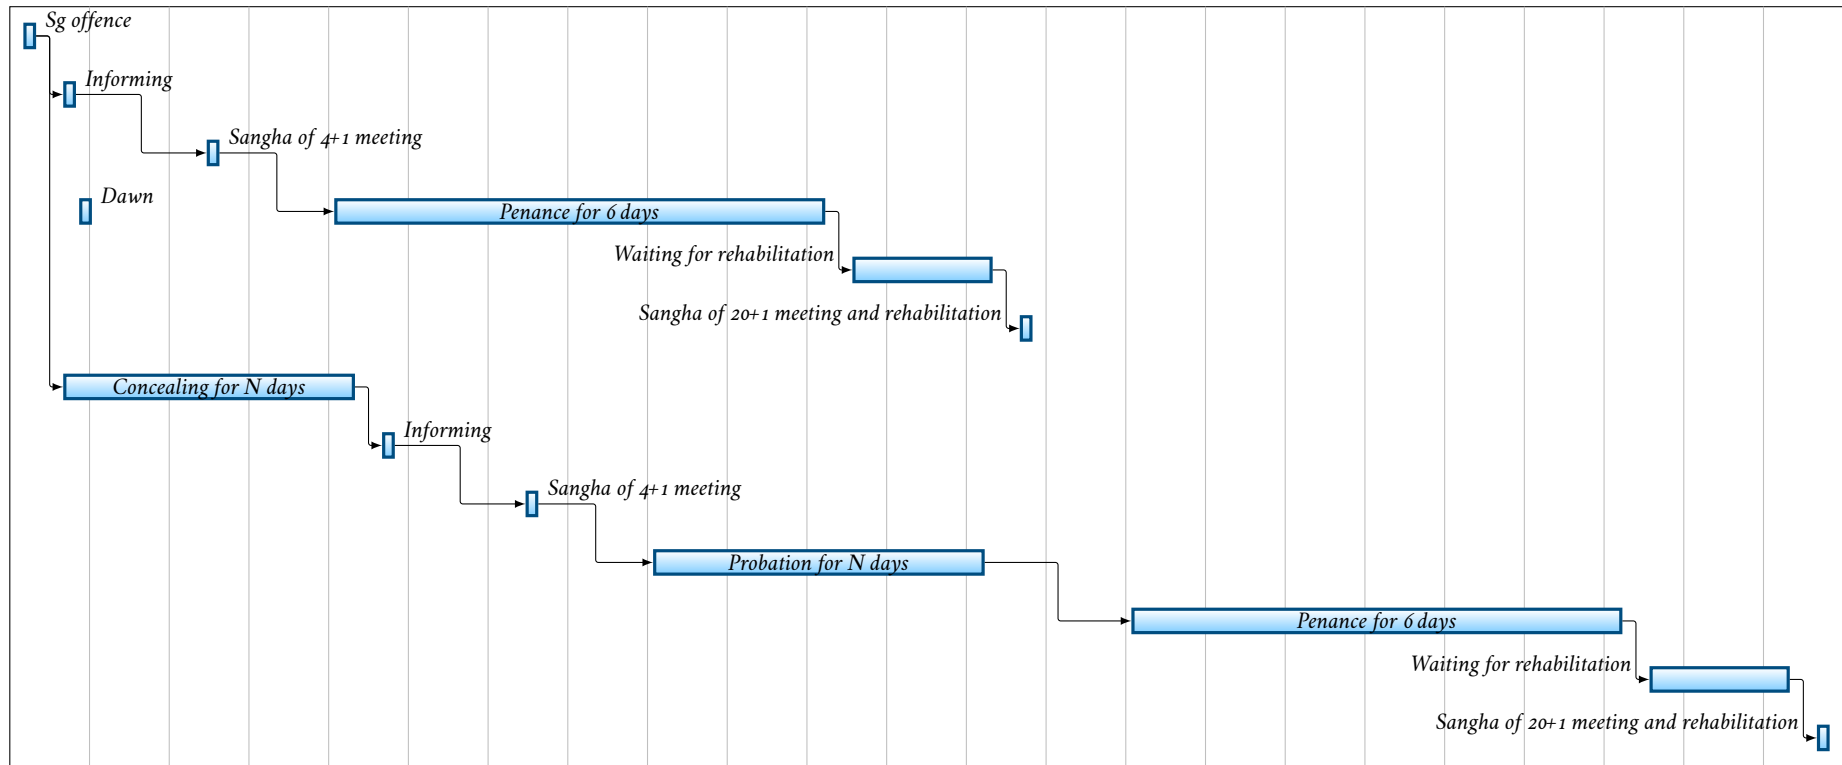 Sg offence
Informing
Sangha of 4+1 meeting
Dawn
Penance for 6 days
Waiting for rehabilitation
Sangha of 20+1 meeting and rehabilitation
Concealing for N days
Informing
Sangha of 4+1 meeting
Probation for N days
Penance for 6 days
Waiting for rehabilitation
Sangha of 20+1 meeting and rehabilitation